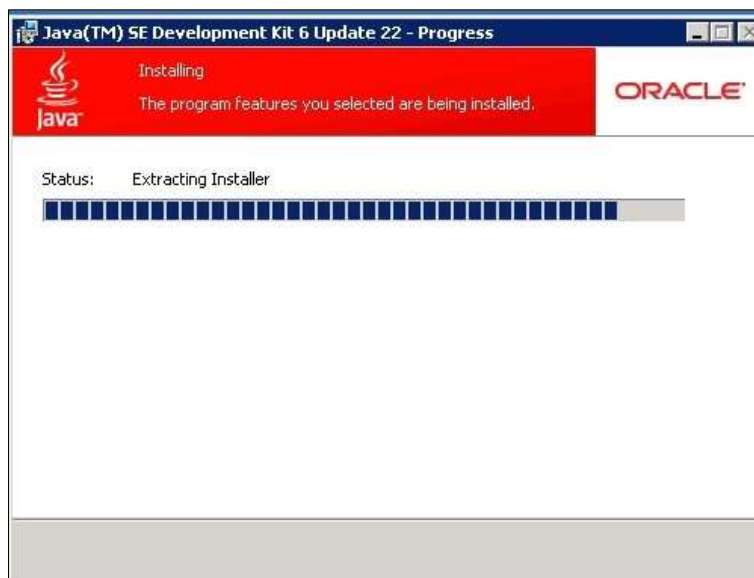 Java(TM) SE Development Kit 6 Update 22 - Progress
Installing
The program features you selected are being installed.
Java™
ORACLE®
Status: Extracting Installer